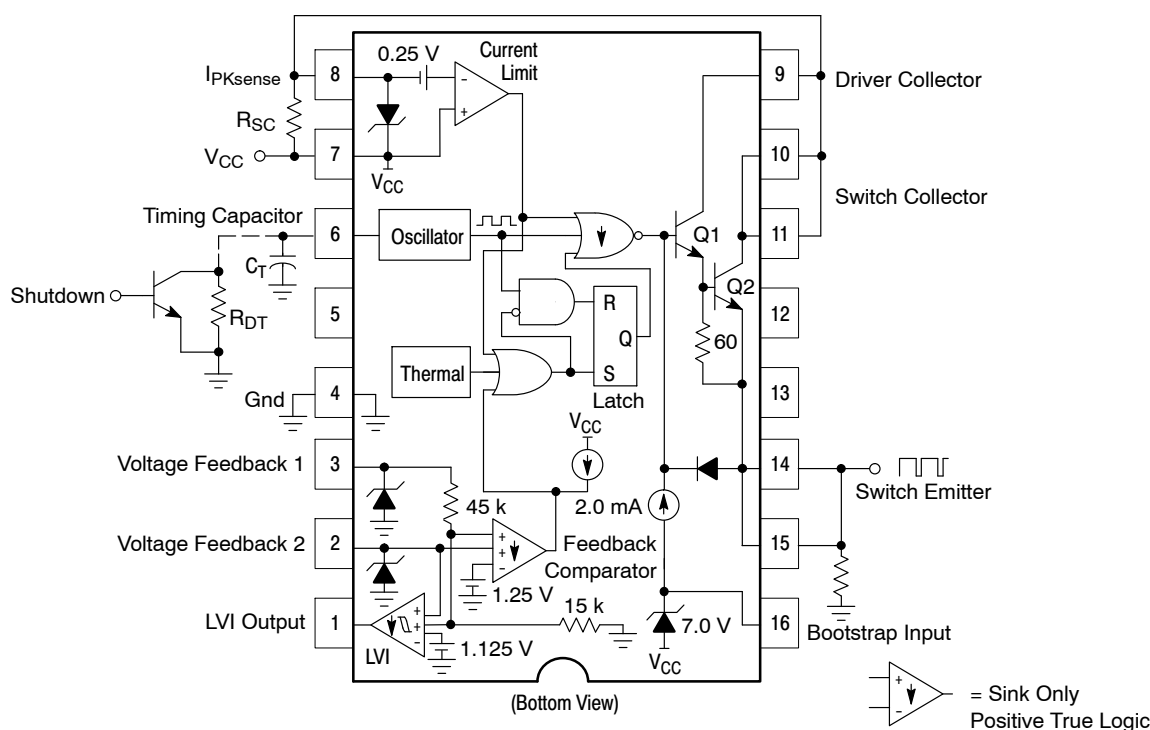 0.25 V
Current
Limit
IPKsense
8
9
Driver Collector
RSC
VCC
7
10
VCC
Switch Collector
Timing Capacitor
6
Oscillator
11
Q1
CT
Shutdown
RDT
5
R
Q
Q2
12
60
Thermal
S
Latch
Gnd
4
13
VCC
Voltage Feedback 1
3
14
Switch Emitter
45 k
2.0 mA
Voltage Feedback 2
2
Feedback
Comparator
15
1.25 V
LVI Output
1
15 k
7.0 V
16
Bootstrap Input
LVI
1.125 V
VCC
(Bottom View)
= Sink Only
Positive True Logic